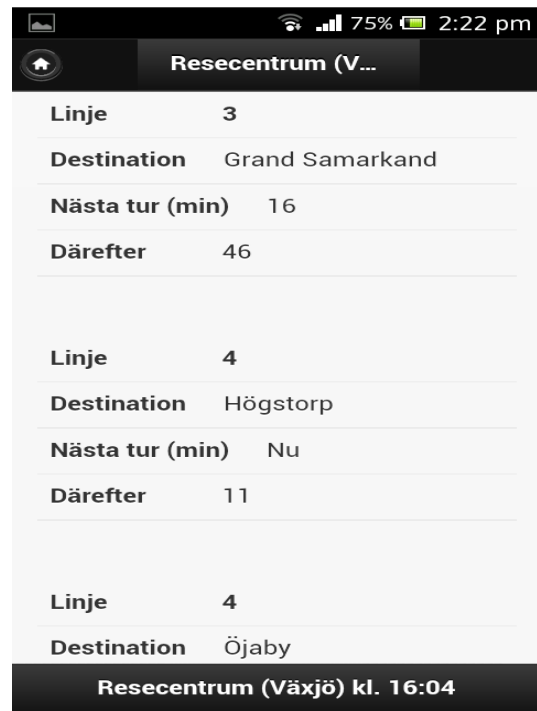 75% 2:22 pm
Resecentrum (V...
Linje 3
Destination Grand Samarkand
Nästa tur (min) 16
Därefter 46
Linje 4
Destination Högstorp
Nästa tur (min) Nu
Därefter 11
Linje 4
Destination Öjaby
Resecentrum (Växjö) kl. 16:04